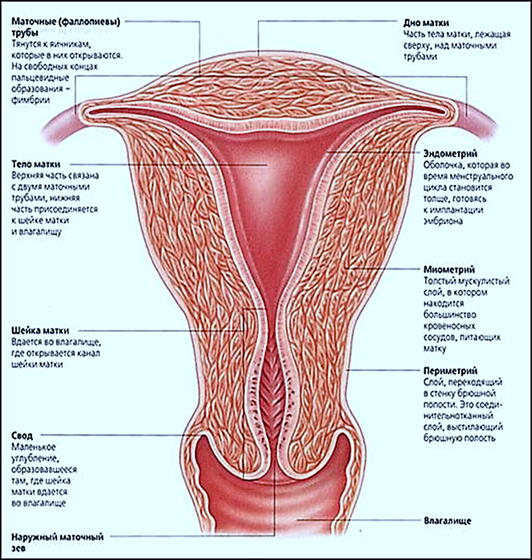 Маточные (фаллопиевы)
трубы
Тянутся к яичникам,
которые в них открываются.
На свободных концах
пальцевидные
образования –
фимбрии
Дно матки
Часть тела матки, лежащая
сверху, над маточными
трубами
Тело матки
Верхняя часть связана
с двумя маточными
трубами, нижняя
часть присоединяется
к шейке матки
и влагалищу
Эндометрий
Оболочка, которая во
время менструального
цикла становится
толще, готовясь
к имплантации
эмбриона
Миометрий
Толстый мускулистый
слой, в котором
находится
большинство
кровеносных
сосудов, питающих
матку
Шейка матки
Вдается во влагалище,
где открывается канал
шейки матки
Периметрий
Слой, переходящий
в стенку брюшной
полости. Это соеди-
нительнотканный
слой, выстилающий
брюшную полость
Свод
Маленькое
углубление,
образовавшееся
там, где шейка
матки вдается
во влагалище
Влагалище
Наружный маточный
зев